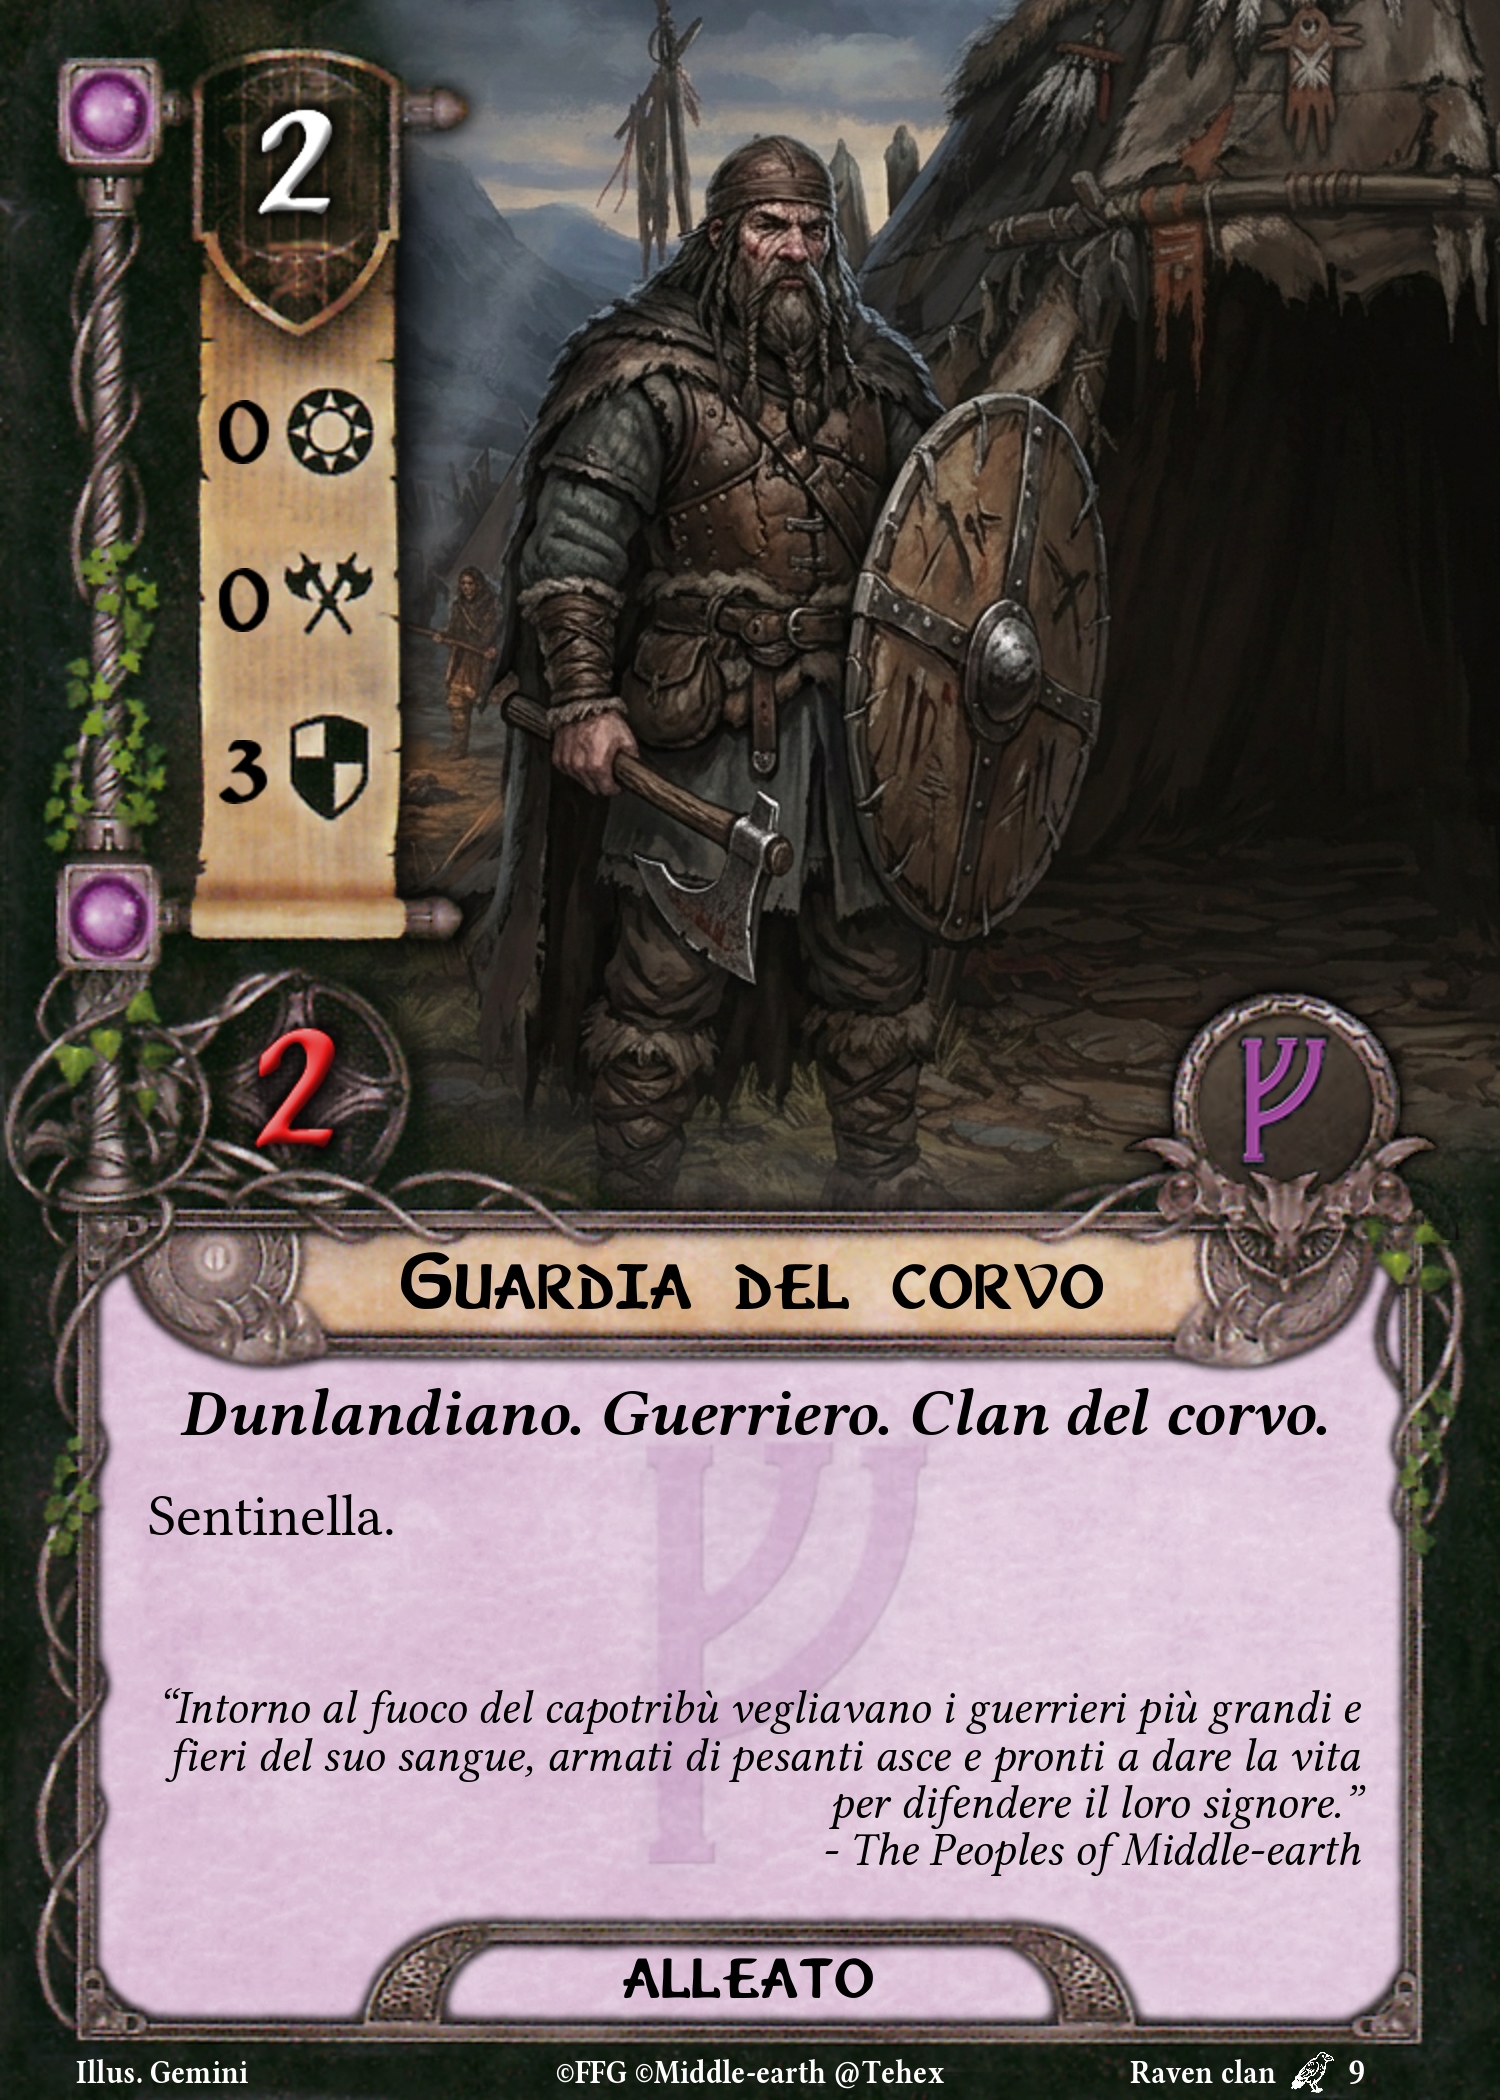 2
0
0
3
2
Guardia del corvo
Dunlandiano. Guerriero. Clan del corvo.
Sentinella.
“Intorno al fuoco del capotribù vegliavano i guerrieri più grandi e
fieri del suo sangue, armati di pesanti asce e pronti a dare la vita
per difendere il loro signore.”
- The Peoples of Middle-earth
ALLEATO
Illus. Gemini ©FFG ©Middle-earth @Tehex Raven clan 9